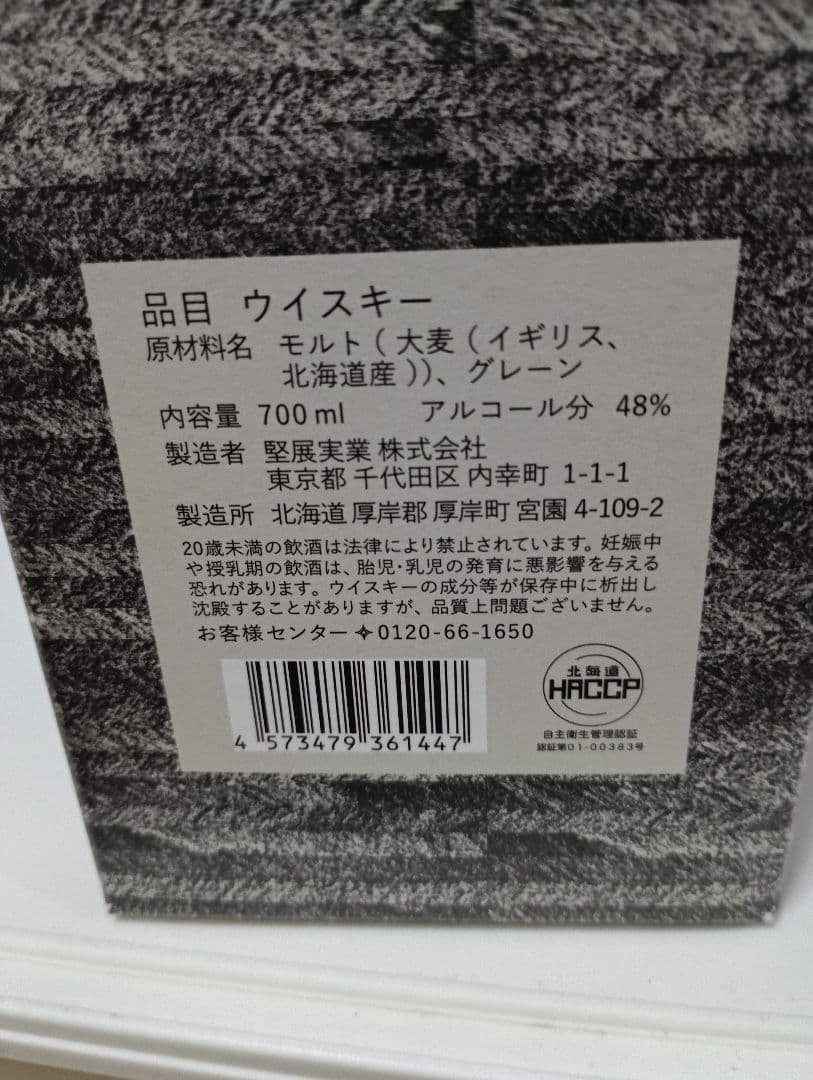 品目 ウイスキー
原材料名 モルト(大麦(イギリス、
北海道産))、グレーン
内容量 700ml アルコール分 48%
製造者 堅展実業株式会社
東京都千代田区内幸町 1-1-1
製造所 北海道厚岸郡厚岸町宮園4-109-2
20歳未満の飲酒は法律により禁止されています。妊娠中
や授乳期の飲酒は、胎児・乳児の発育に悪影響を与える
恐れがあります。ウイスキーの成分等が保存中に析出し
沈殿することがありますが、品質上問題ございません。
お客様センター✧0120-66-1650
4 573479 361447
北海道
HACCP
自主衛生管理認証
認証第01-00383号